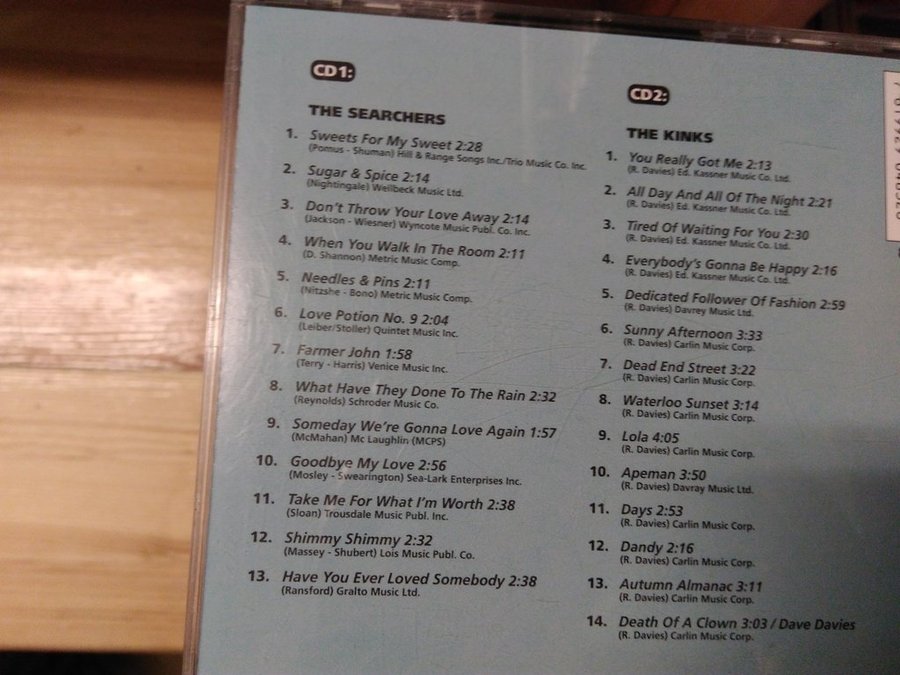 CD1:
THE SEARCHERS
1. Sweets For My Sweet 2:28
(Pomus - Shuman) Hill & Range Songs Inc./Trio Music Co. Inc.
2. Sugar & Spice 2:14
(Nightingale) Wellbeck Music Ltd.
3. Don't Throw Your Love Away 2:14
(Jackson - Wiesner) Wyncote Music Publ. Co. Inc.
4. When You Walk In The Room 2:11
(D. Shannon) Metric Music Comp.
5. Needles & Pins 2:11
(Nitzshe - Bono) Metric Music Comp.
6. Love Potion No. 9 2:04
(Leiber/Stoller) Quintet Music Inc.
7. Farmer John 1:58
(Terry - Harris) Venice Music Inc.
8. What Have They Done To The Rain 2:32
(Reynolds) Schroder Music Co.
9. Someday We're Gonna Love Again 1:57
(McMahan) Mc Laughlin (MCPS)
10. Goodbye My Love 2:56
(Mosley - Swearington) Sea-Lark Enterprises Inc.
11. Take Me For What I'm Worth 2:38
(Sloan) Trousdale Music Publ. Inc.
12. Shimmy Shimmy 2:32
(Massey - Shubert) Lois Music Publ. Co.
13. Have You Ever Loved Somebody 2:38
(Ransford) Gralto Music Ltd.
CD2:
THE KINKS
1. You Really Got Me 2:13
(R. Davies) Ed. Kassner Music Co. Ltd.
2. All Day And All Of The Night 2:21
(R. Davies) Ed. Kassner Music Co. Ltd.
3. Tired Of Waiting For You 2:30
(R. Davies) Ed. Kassner Music Co. Ltd.
4. Everybody's Gonna Be Happy 2:16
(R. Davies) Ed. Kassner Music Co. Ltd.
5. Dedicated Follower Of Fashion 2:59
(R. Davies) Davrey Music Ltd.
6. Sunny Afternoon 3:33
(R. Davies) Carlin Music Corp.
7. Dead End Street 3:22
(R. Davies) Carlin Music Corp.
8. Waterloo Sunset 3:14
(R. Davies) Carlin Music Corp.
9. Lola 4:05
(R. Davies) Carlin Music Corp.
10. Apeman 3:50
(R. Davies) Davray Music Ltd.
11. Days 2:53
(R. Davies) Carlin Music Corp.
12. Dandy 2:16
(R. Davies) Carlin Music Corp.
13. Autumn Almanac 3:11
(R. Davies) Carlin Music Corp.
14. Death Of A Clown 3:03 / Dave Davies
(R. Davies) Carlin Music Corp.